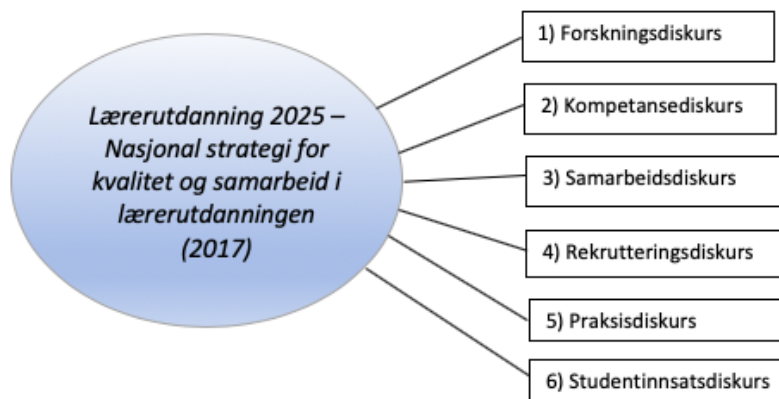 Lærerutdanning 2025 –
Nasjonal strategi for
kvalitet og samarbeid i
lærerutdanningen
(2017)
1) Forskningsdiskurs
2) Kompetansediskurs
3) Samarbeidsdiskurs
4) Rekrutteringsdiskurs
5) Praksisdiskurs
6) Studentinnsatsdiskurs